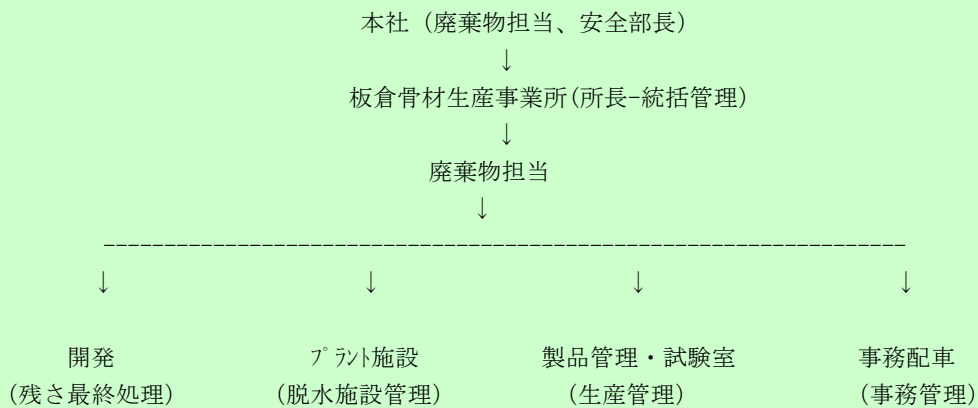 本社（廃棄物担当、安全部長）
↓
板倉骨材生産事業所(所長-統括管理)
↓
廃棄物担当
↓
------------------------------------------------------------------
↓ ↓ ↓ ↓
開発 ﾌﾟﾗﾝﾄ施設 製品管理・試験室 事務配車
(残さ最終処理) (脱水施設管理) (生産管理) (事務管理)